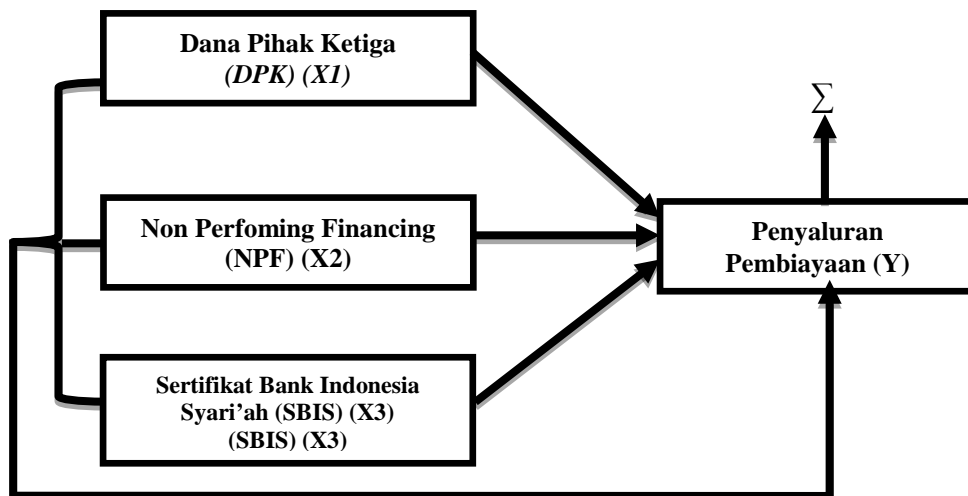 Dana Pihak Ketiga
(DPK) (X1)
∑
Non Perfoming Financing
(NPF) (X2)
Penyaluran
Pembiayaan (Y)
Sertifikat Bank Indonesia
Syari’ah (SBIS) (X3)
(SBIS) (X3)